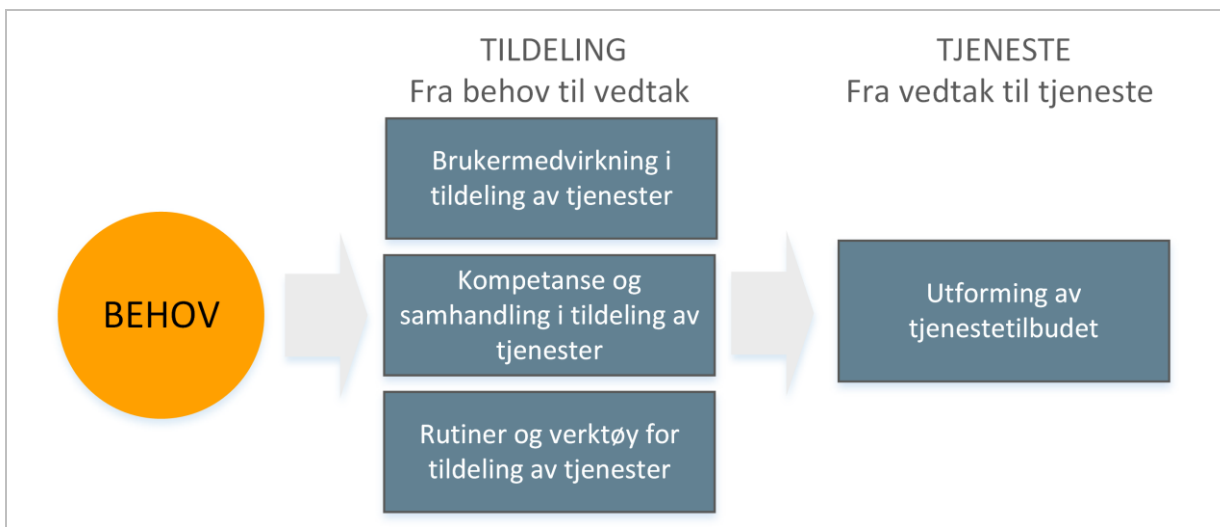 TILDELING
Fra behov til vedtak
TJENESTE
Fra vedtak til tjeneste
BEHOV
Brukermedvirkning i
tildeling av tjenester
Kompetanse og
samhandling i tildeling av
tjenester
Rutiner og verktøy for
tildeling av tjenester
Utforming av
tjenestetilbudet